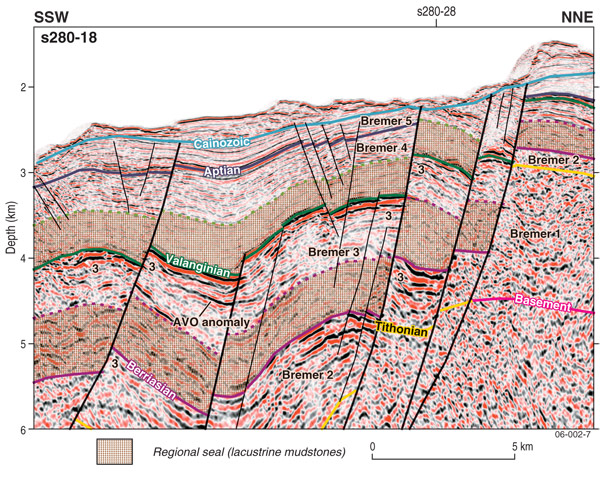 s280-28
SSW
NNE
s280-18
2
3
4
5
6
Depth (km)
Cainozoic
Aptian
Bremer 5
Bremer 4
Bremer 2
3
3
Valanginian
3
3
Bremer 3
3
Bremer 1
AVO anomaly
Basement
Tithonian
3
Berriasian
Bremer 2
06-002-7
Regional seal (lacustrine mudstones)
0
5 km